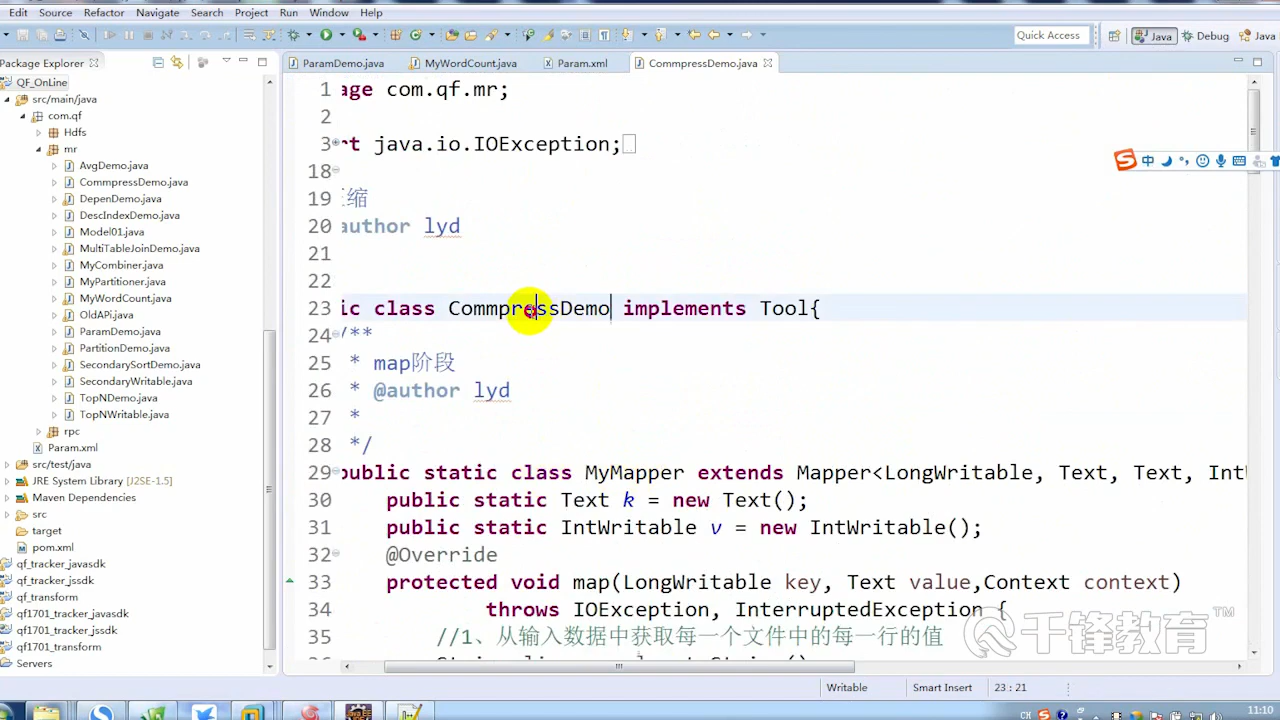 Edit Source Refactor Navigate Search Project Run Window Help
Quick Access Java Debug Java
Package Explorer
ParamDemo.java MyWordCount.java Param.xml CommpressDemo.java
QF_OnLine
src/main/java
com.qf
Hdfs
mr
AvgDemo.java
CommpressDemo.java
DepenDemo.java
DescIndexDemo.java
Model01.java
MultiTableJoinDemo.java
MyCombiner.java
MyPartitioner.java
MyWordCount.java
OldAPi.java
ParamDemo.java
PartitionDemo.java
SecondarySortDemo.java
SecondaryWritable.java
TopNDemo.java
TopNWritable.java
rpc
Param.xml
src/test/java
JRE System Library [J2SE-1.5]
Maven Dependencies
src
target
pom.xml
qf_tracker_javasdk
qf_tracker_jssdk
qf_transform
qf1701_tracker_javasdk
qf1701_tracker_jssdk
qf1701_transform
Servers
1 age com.qf.mr;
2
3 rt java.io.IOException;
18
19 缩
20 author lyd
21
22
23 ic class CommpressDemo implements Tool{
24 /**
25 * map阶段
26 * @author lyd
27 *
28 */
29 public static class MyMapper extends Mapper<LongWritable, Text, Text, Int
30 public static Text k = new Text();
31 public static IntWritable v = new IntWritable();
32 @Override
33 protected void map(LongWritable key, Text value,Context context)
34 throws IOException, InterruptedException {
35 //1、从输入数据中获取每一个文件中的每一行的值
中
千锋教育™
Writable Smart Insert 23 : 21
CH 11:10